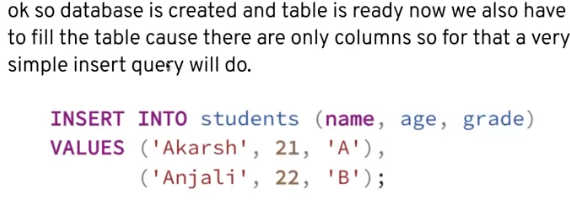 ok so database is created and table is ready now we also have
to fill the table cause there are only columns so for that a very
simple insert query will do.
INSERT INTO students (name, age, grade)
VALUES ('Akarsh', 21, 'A'),
('Anjali', 22, 'B');